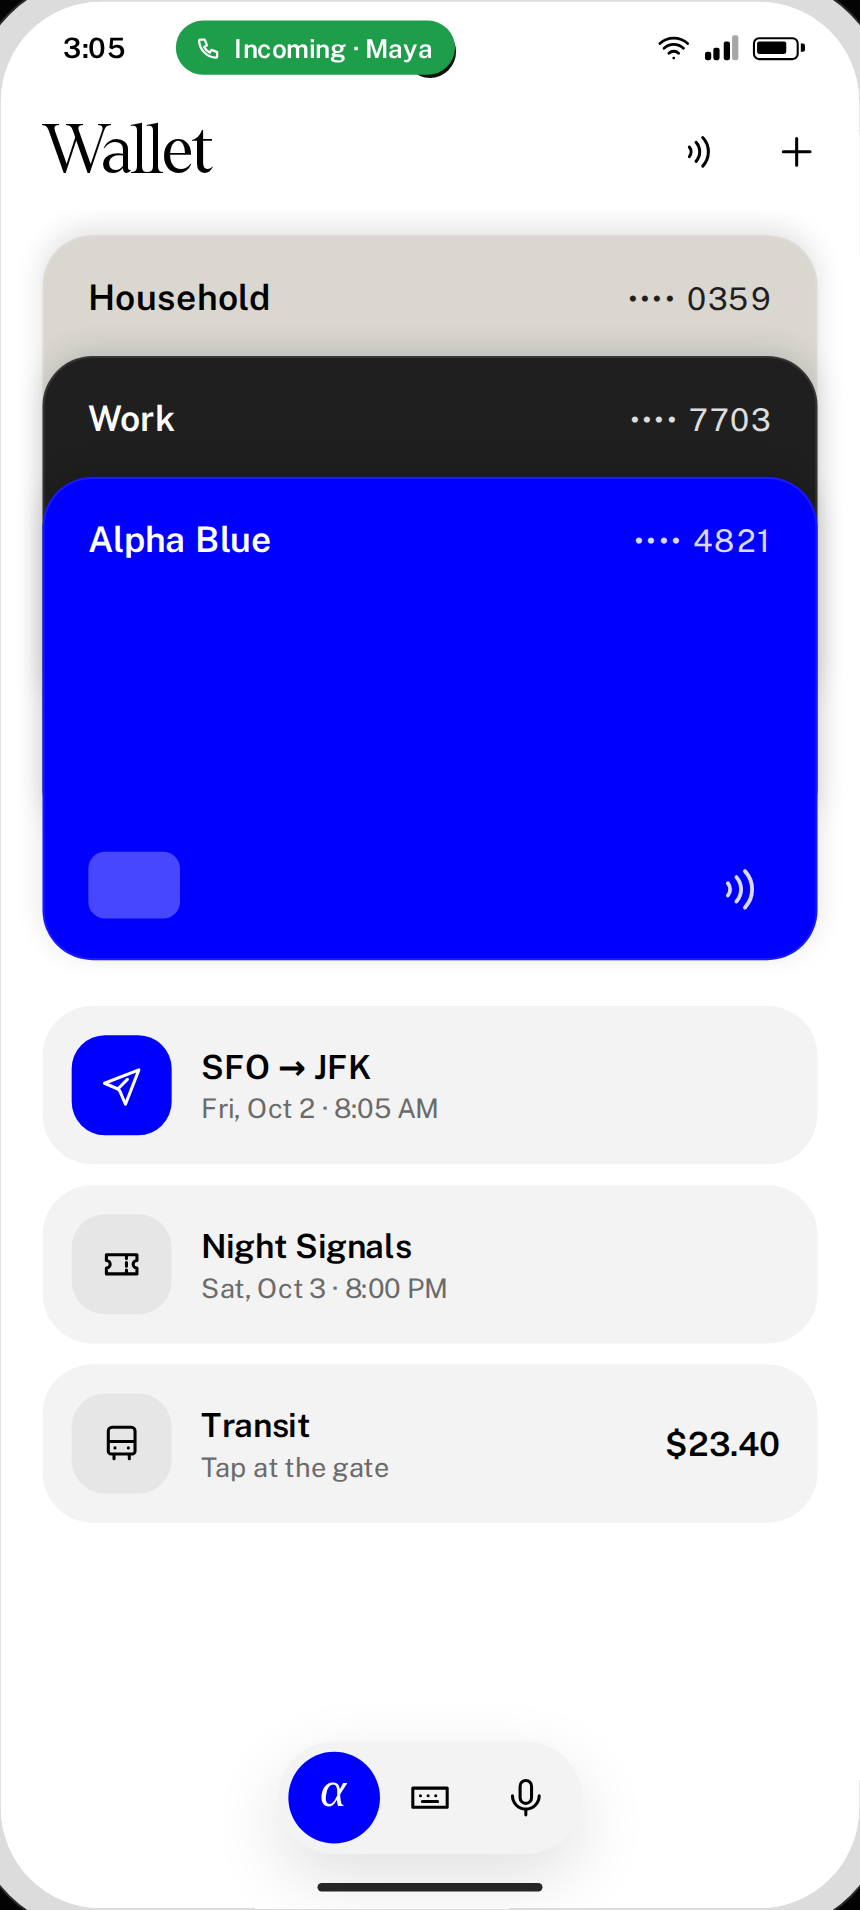 3:05
Incoming · Maya
Wallet
Household
•••• 0359
Work
•••• 7703
Alpha Blue
•••• 4821
SFO → JFK
Fri, Oct 2 · 8:05 AM
Night Signals
Sat, Oct 3 · 8:00 PM
Transit
Tap at the gate
$23.40
α